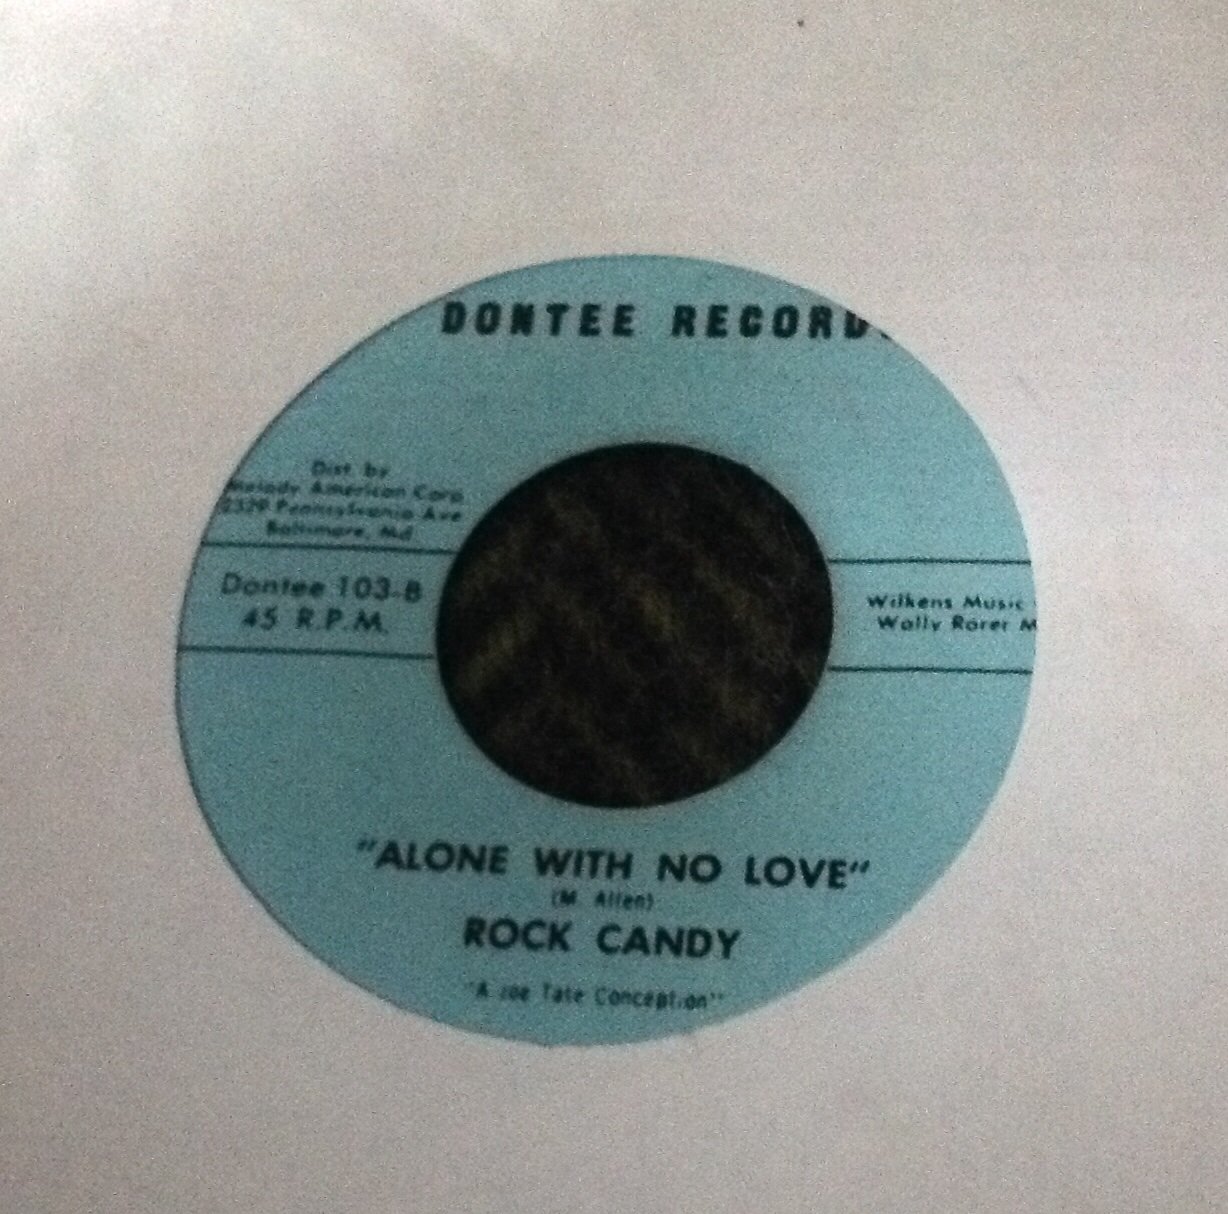 DONTEE RECORDS
Dist. by
Melody American Corp
2329 Pennsylvania Ave
Baltimore, Md
Dontee 103-B
45 R.P.M.
Wilkens Music
Wally Rorer M
"ALONE WITH NO LOVE"
(M Allen)
ROCK CANDY
"A Joe Tate Conception"